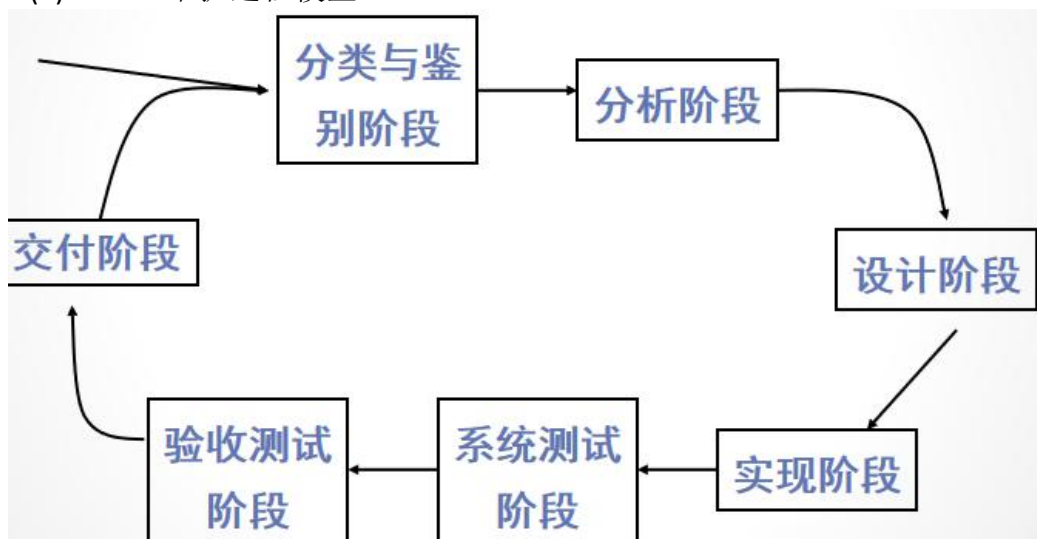 分类与鉴
别阶段
分析阶段
交付阶段
设计阶段
验收测试
阶段
系统测试
阶段
实现阶段